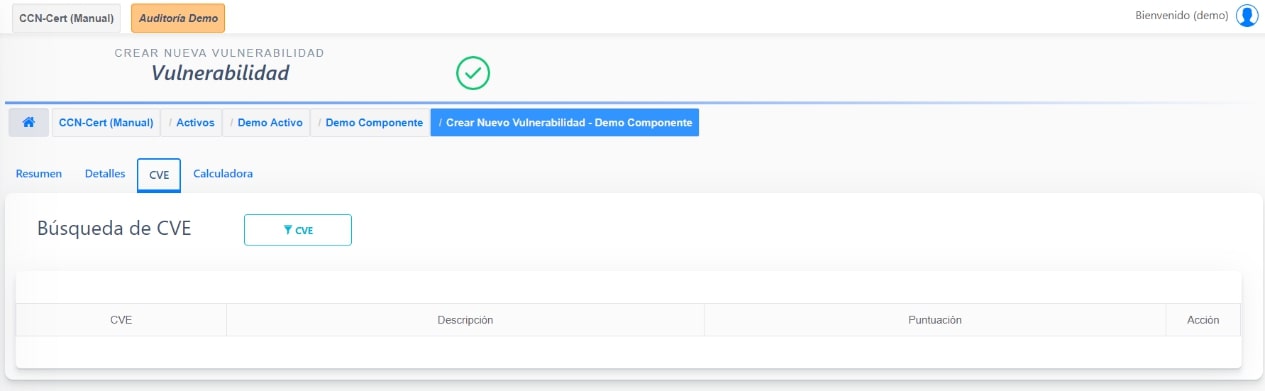 CCN-Cert (Manual) Auditoría Demo Bienvenido (demo)
CREAR NUEVA VULNERABILIDAD
Vulnerabilidad
CCN-Cert (Manual) / Activos / Demo Activo / Demo Componente / Crear Nuevo Vulnerabilidad - Demo Componente
Resumen Detalles CVE Calculadora
Búsqueda de CVE CVE
CVE Descripción Puntuación Acción